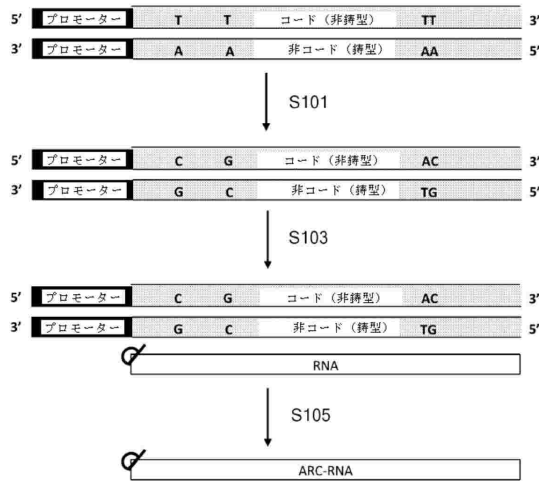 5′ プロモーター T T コード（非鋳型） TT 3′
3′ プロモーター A A 非コード（鋳型） AA 5′
S101
5′ プロモーター C G コード（非鋳型） AC 3′
3′ プロモーター G C 非コード（鋳型） TG 5′
S103
5′ プロモーター C G コード（非鋳型） AC 3′
3′ プロモーター G C 非コード（鋳型） TG 5′
RNA
S105
ARC-RNA